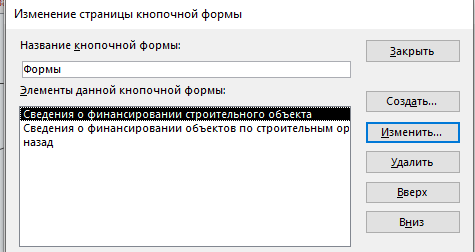 Изменение страницы кнопочной формы
Название кнопочной формы:
Закрыть
Формы
Элементы данной кнопочной формы:
Создать...
Сведения о финансировании строительного объекта
Сведения о финансировании объектов по строительным ор
Изменить...
назад
Удалить
Вверх
Вниз